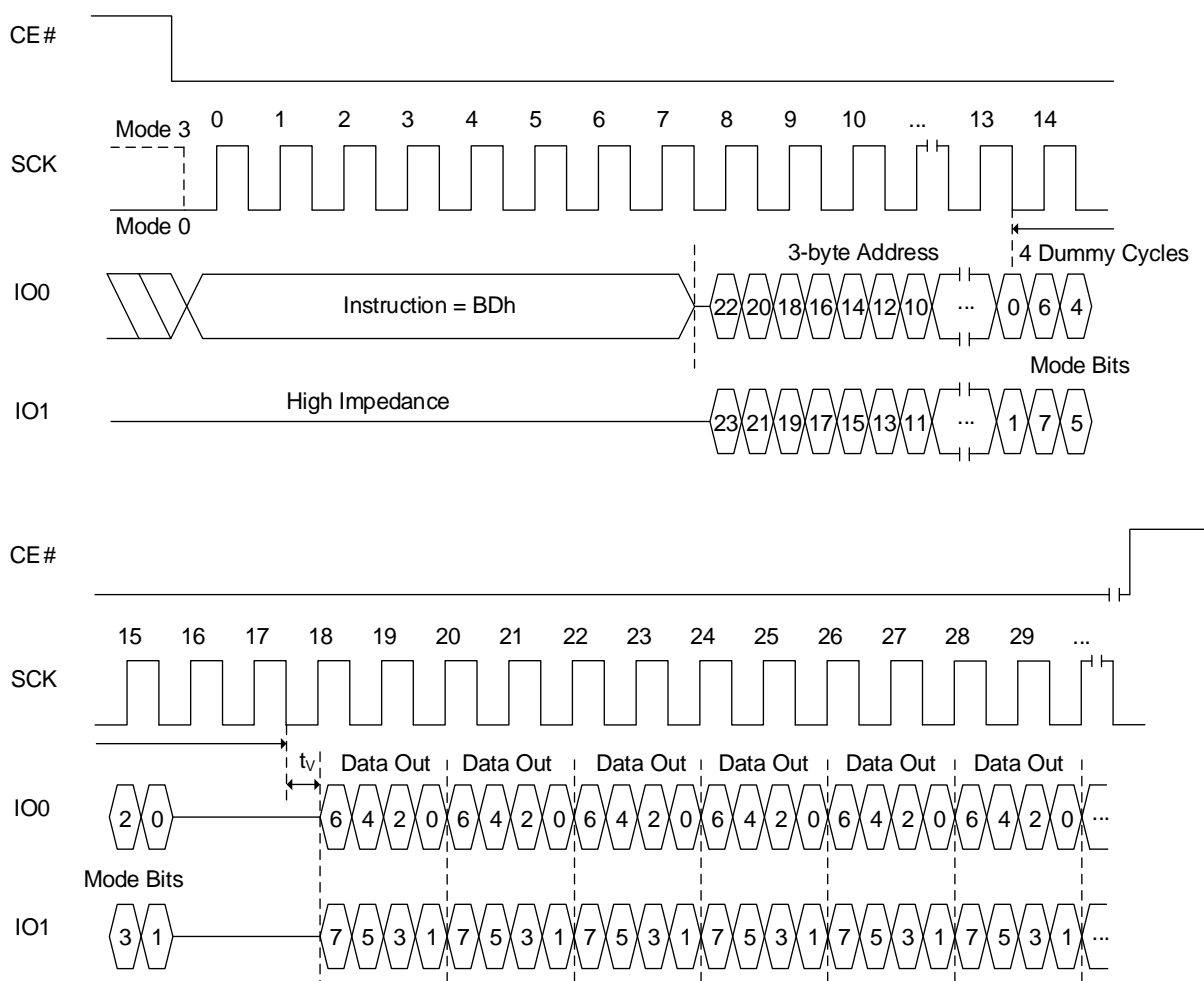 CE#
0 1 2 3 4 5 6 7 8 9 10 ... 13 14
Mode 3
SCK
Mode 0
3-byte Address 4 Dummy Cycles
IO0 Instruction = BDh 22 20 18 16 14 12 10 ... 0 6 4
Mode Bits
IO1 High Impedance 23 21 19 17 15 13 11 ... 1 7 5
CE#
15 16 17 18 19 20 21 22 23 24 25 26 27 28 29 ...
SCK
tV Data Out Data Out Data Out Data Out Data Out Data Out
IO0 2 0 6 4 2 0 6 4 2 0 6 4 2 0 6 4 2 0 6 4 2 0 6 4 2 0 ...
Mode Bits
IO1 3 1 7 5 3 1 7 5 3 1 7 5 3 1 7 5 3 1 7 5 3 1 7 5 3 1 ...